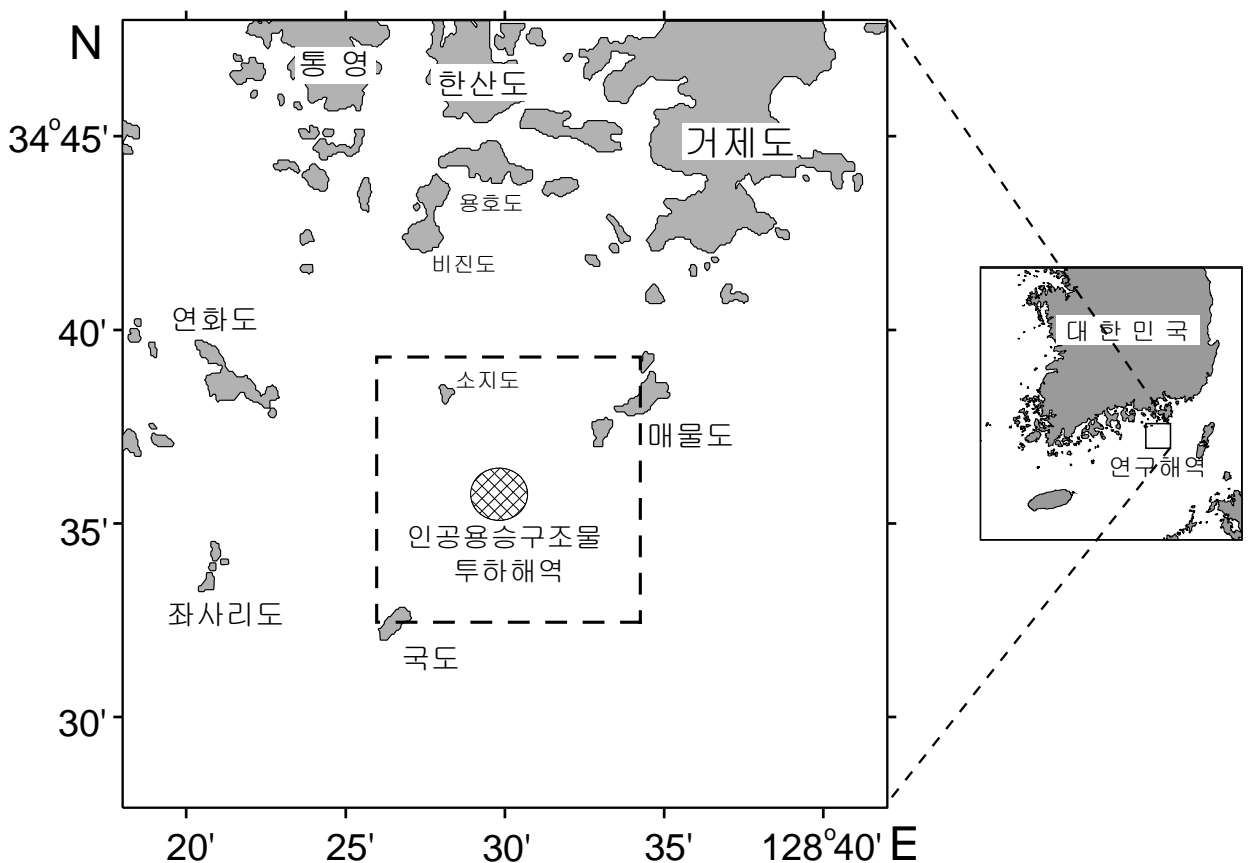 N
통 영
한산도
34°45'
거제도
용호도
비진도
연화도
40'
소지도
매물도
35'
인공용승구조물
투하해역
좌사리도
국도
30'
20'
25'
30'
35'
128°40' E
대 한 민 국
연구해역